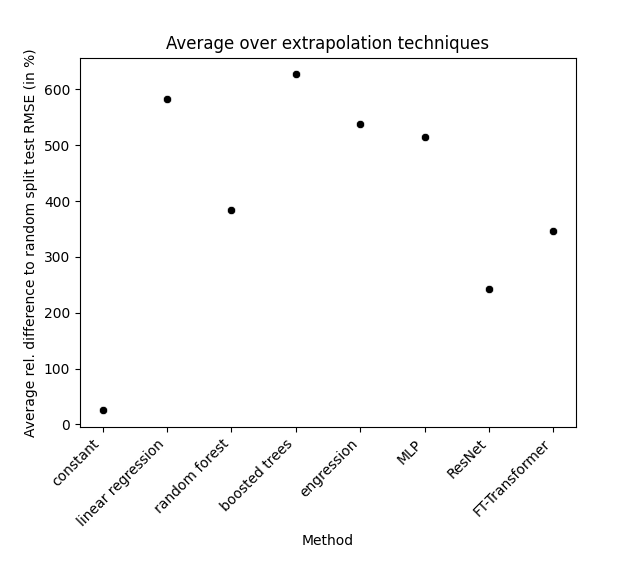 Average over extrapolation techniques
Average rel. difference to random split test RMSE (in %)
600
500
400
300
200
100
0
constant
linear regression
random forest
boosted trees
engression
MLP
ResNet
FT-Transformer
Method